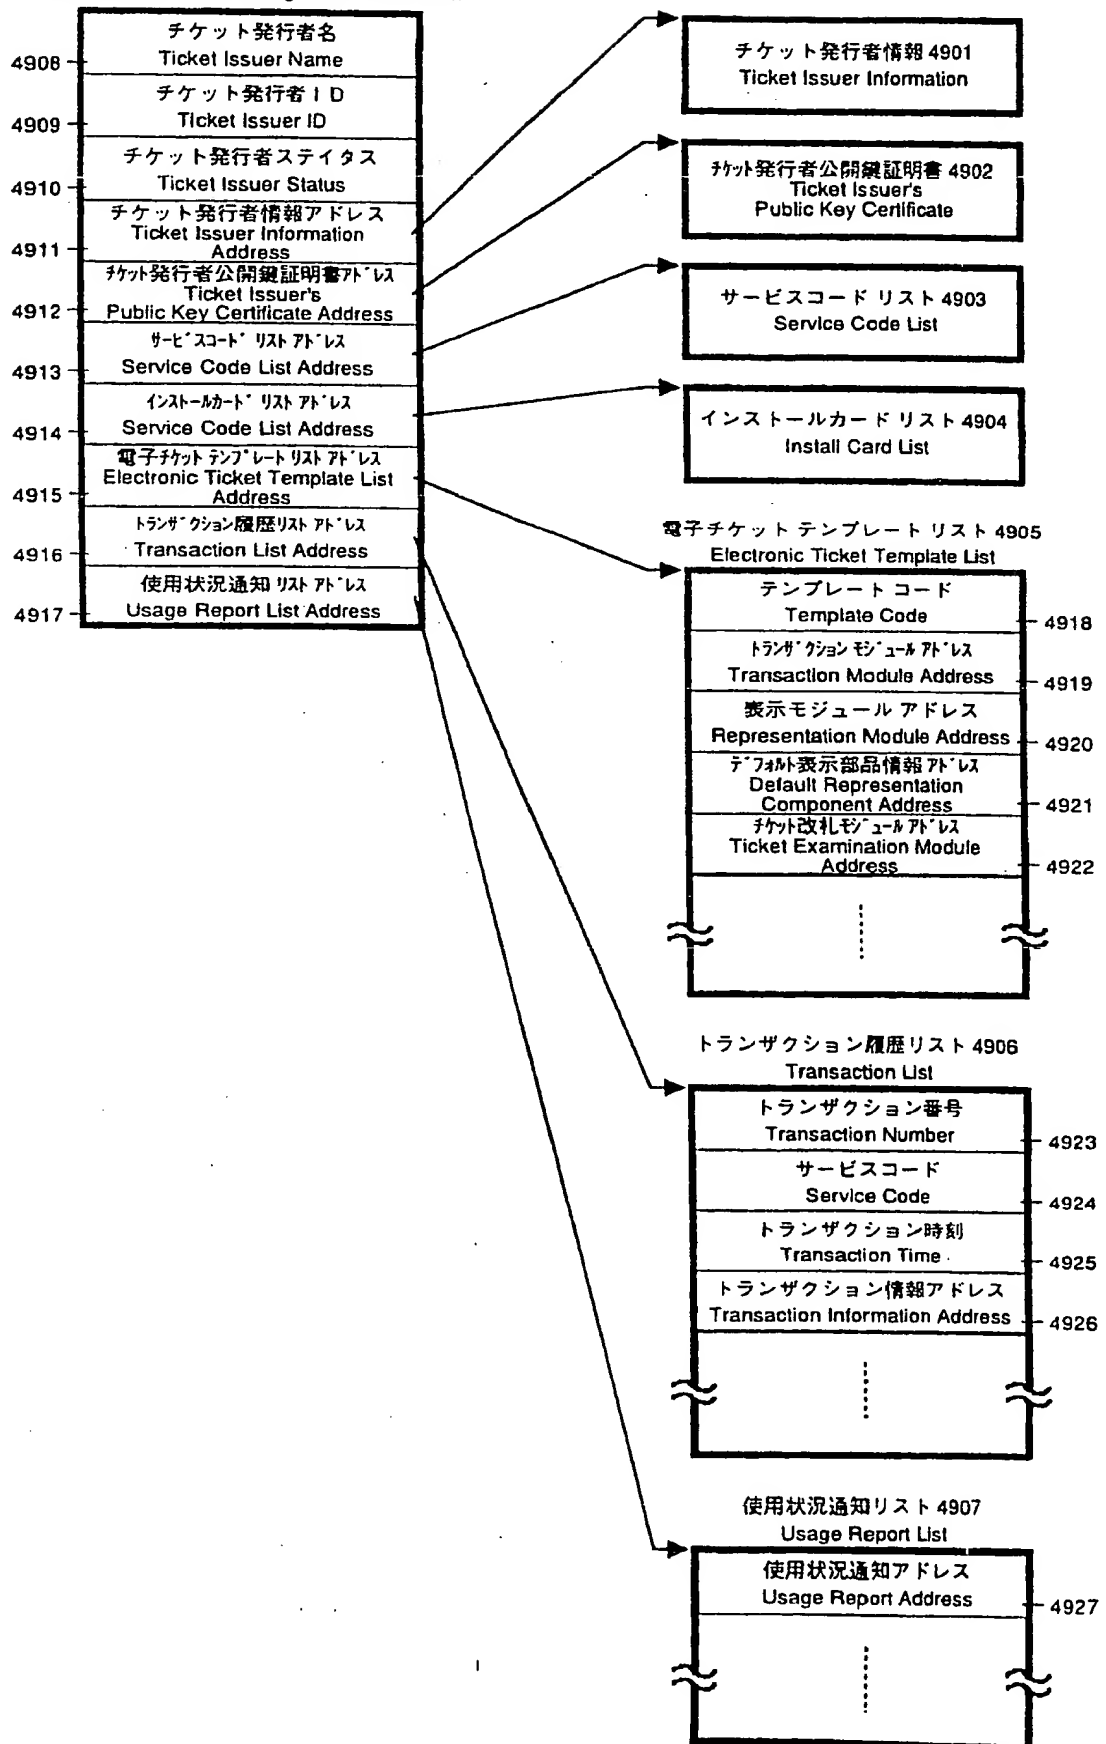 チケット発行者名
Ticket Issuer Name
4908
チケット発行者ID
Ticket Issuer ID
4909
チケット発行者ステイタス
Ticket Issuer Status
4910
チケット発行者情報アドレス
Ticket Issuer Information
Address
4911
チケット発行者公開鍵証明書アドレス
Ticket Issuer's
Public Key Certificate Address
4912
サービスコード リスト アドレス
Service Code List Address
4913
インストールカード リスト アドレス
Service Code List Address
4914
電子チケット テンプレート リスト アドレス
Electronic Ticket Template List
Address
4915
トランザクション履歴リスト アドレス
Transaction List Address
4916
使用状況通知 リスト アドレス
Usage Report List Address
4917
チケット発行者情報 4901
Ticket Issuer Information
チケット発行者公開鍵証明書 4902
Ticket Issuer's
Public Key Certificate
サービスコード リスト 4903
Service Code List
インストールカード リスト 4904
Install Card List
電子チケット テンプレート リスト 4905
Electronic Ticket Template List
テンプレート コード
Template Code
4918
トランザクション モジュール アドレス
Transaction Module Address
4919
表示モジュール アドレス
Representation Module Address
4920
デフォルト表示部品情報 アドレス
Default Representation
Component Address
4921
チケット改札モジュール アドレス
Ticket Examination Module
Address
4922
トランザクション履歴リスト 4906
Transaction List
トランザクション番号
Transaction Number
4923
サービスコード
Service Code
4924
トランザクション時刻
Transaction Time
4925
トランザクション情報アドレス
Transaction Information Address
4926
使用状況通知リスト 4907
Usage Report List
使用状況通知アドレス
Usage Report Address
4927